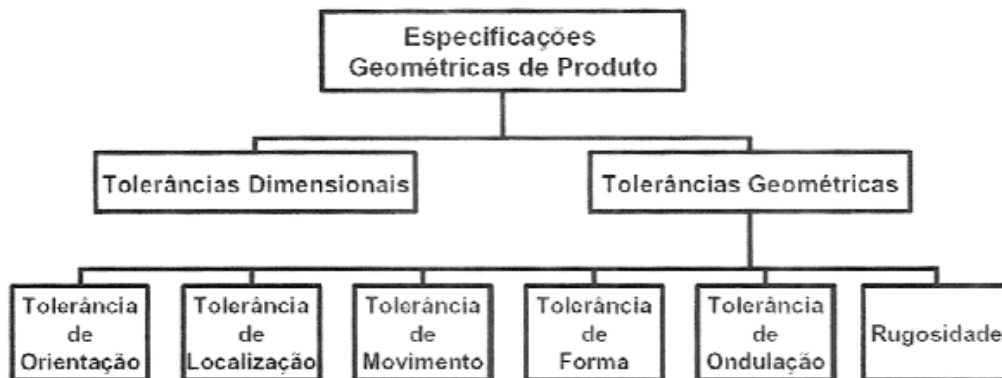 Especificações
Geométricas de Produto
Tolerâncias Dimensionais
Tolerâncias Geométricas
Tolerância
de
Orientação
Tolerância
de
Localização
Tolerância
de
Movimento
Tolerância
de
Forma
Tolerância
de
Ondulação
Rugosidade